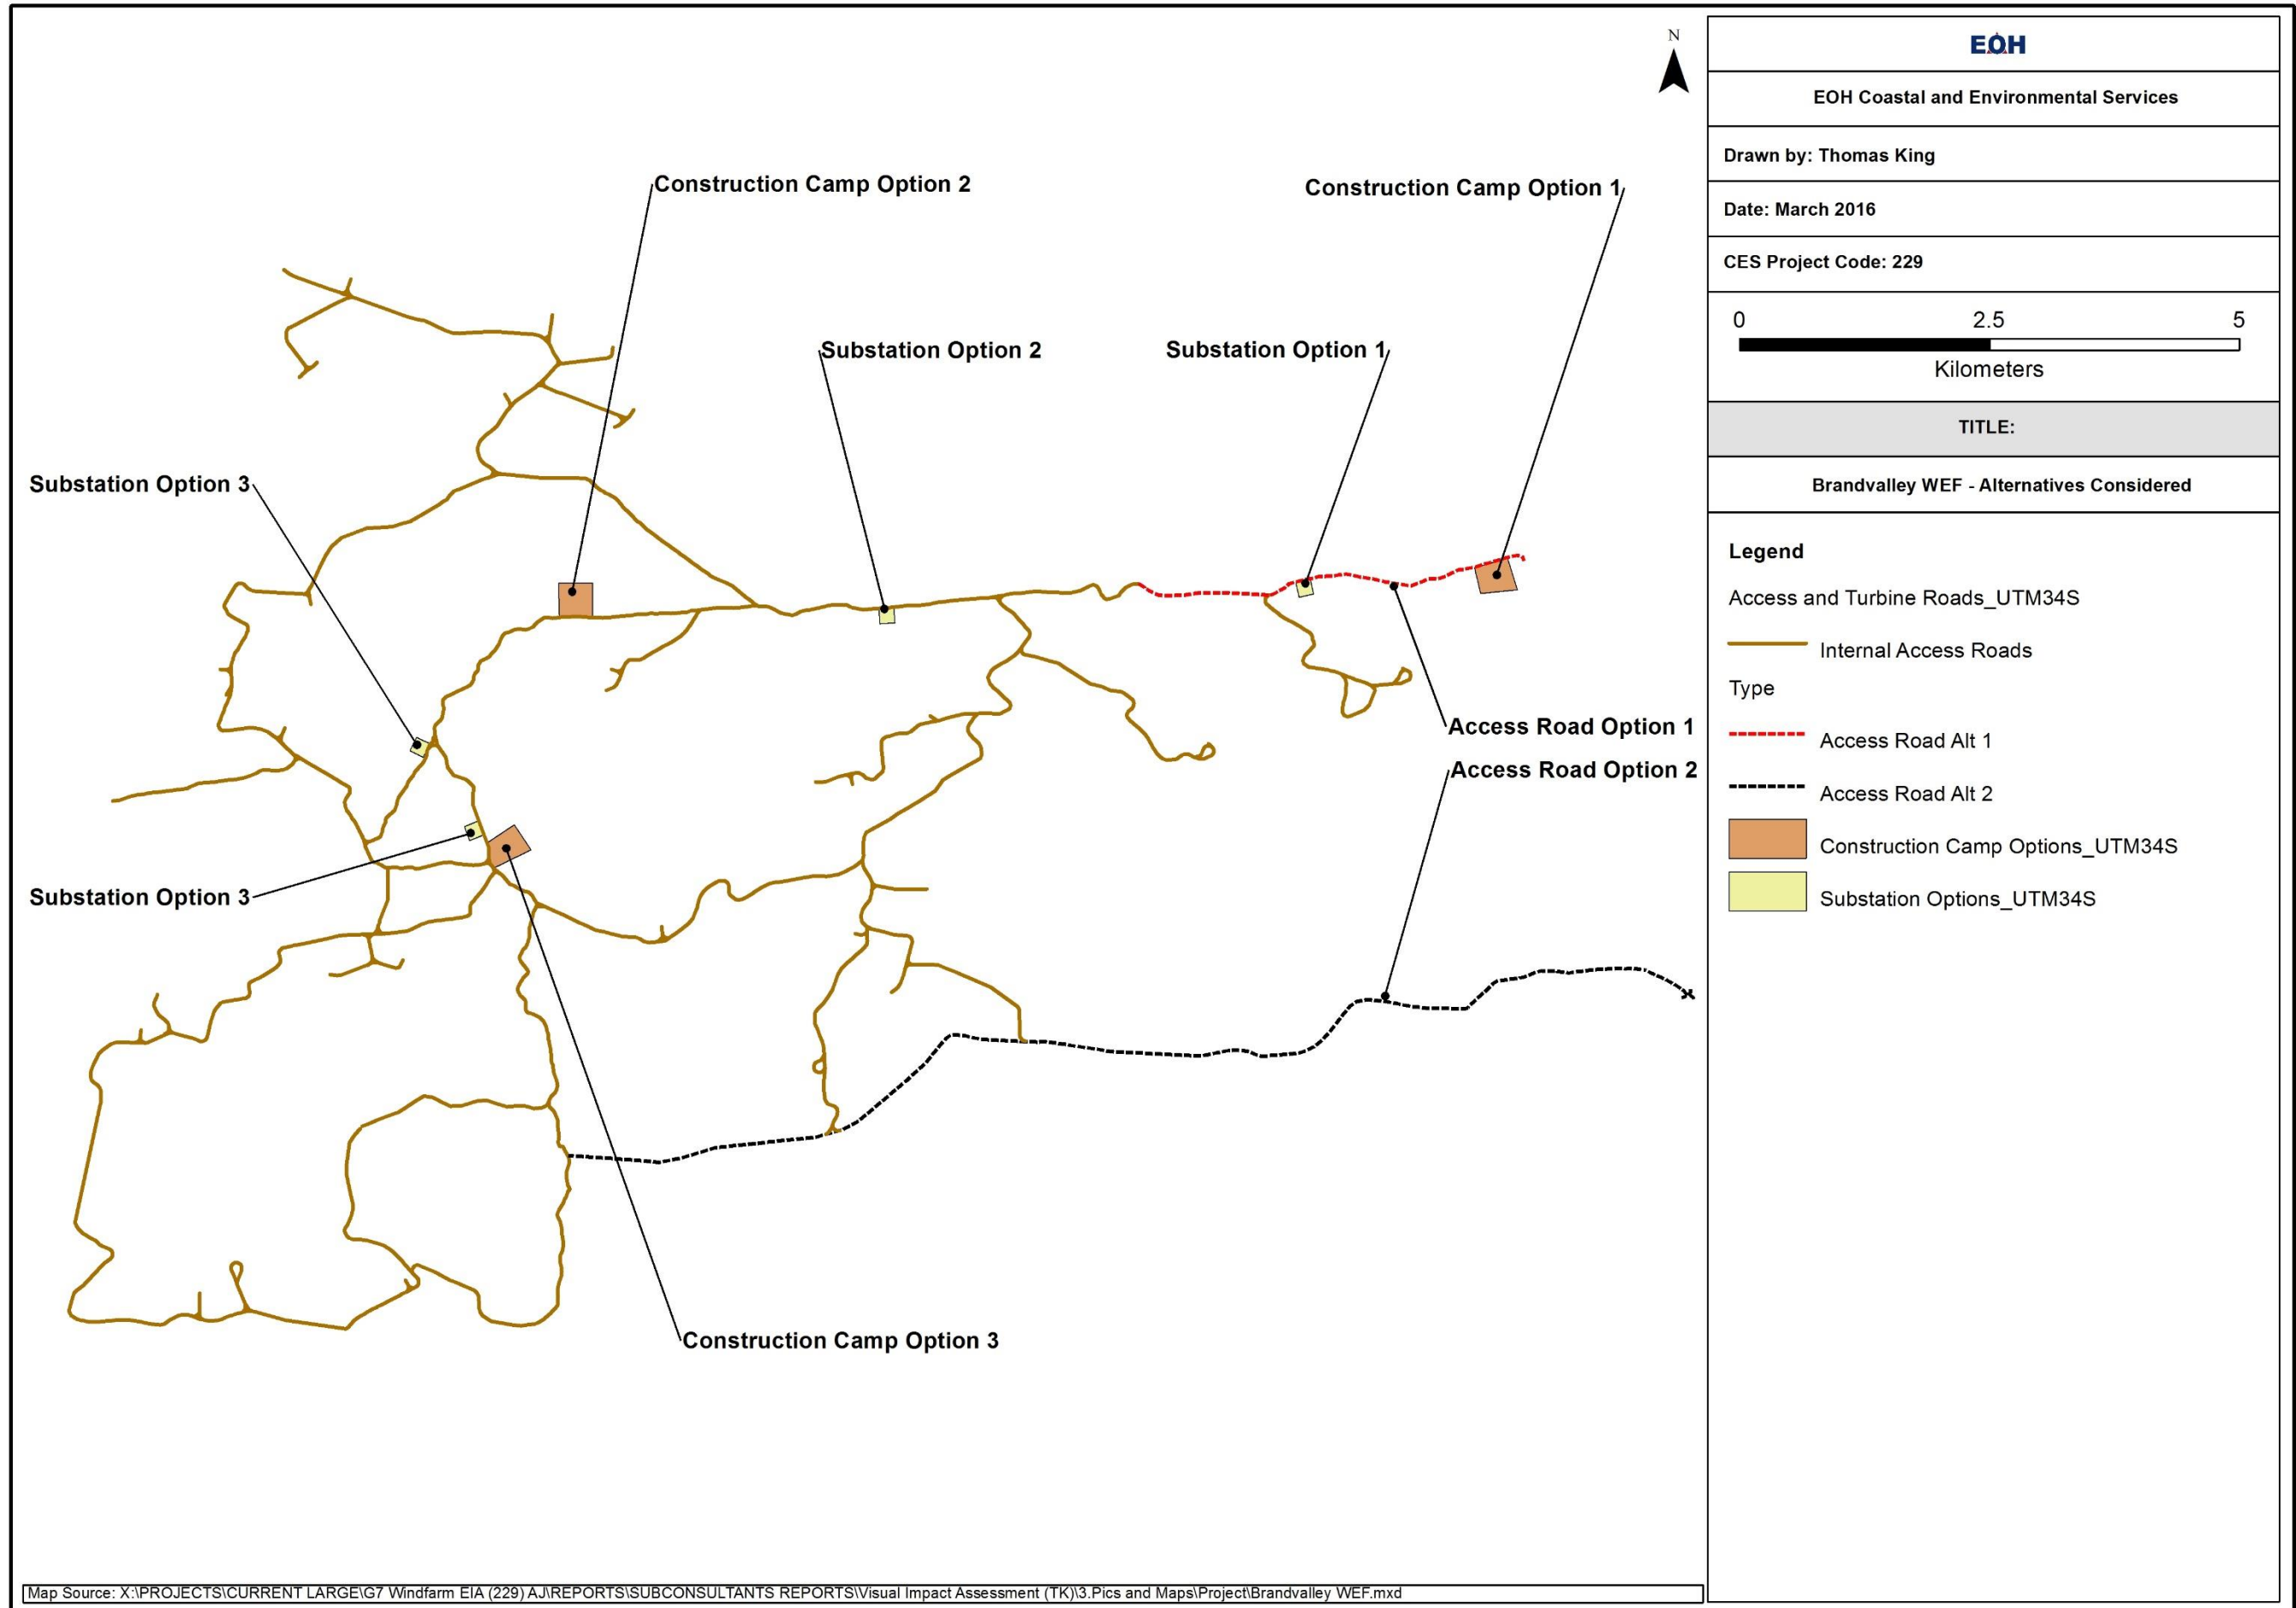 N
Construction Camp Option 2
Construction Camp Option 1
Substation Option 2
Substation Option 1
Substation Option 3
Access Road Option 1
Access Road Option 2
Substation Option 3
Construction Camp Option 3
Map Source: X:\PROJECTS\CURRENT LARGE\G7 Windfarm EIA (229) AJ\REPORTS\SUBCONSULTANTS REPORTS\Visual Impact Assessment (TK)\3.Pics and Maps\Project\Brandvalley WEF.mxd
EOH
EOH Coastal and Environmental Services
Drawn by: Thomas King
Date: March 2016
CES Project Code: 229
0 2.5 5
Kilometers
TITLE:
Brandvalley WEF - Alternatives Considered
Legend
Access and Turbine Roads_UTM34S
Internal Access Roads
Type
Access Road Alt 1
Access Road Alt 2
Construction Camp Options_UTM34S
Substation Options_UTM34S